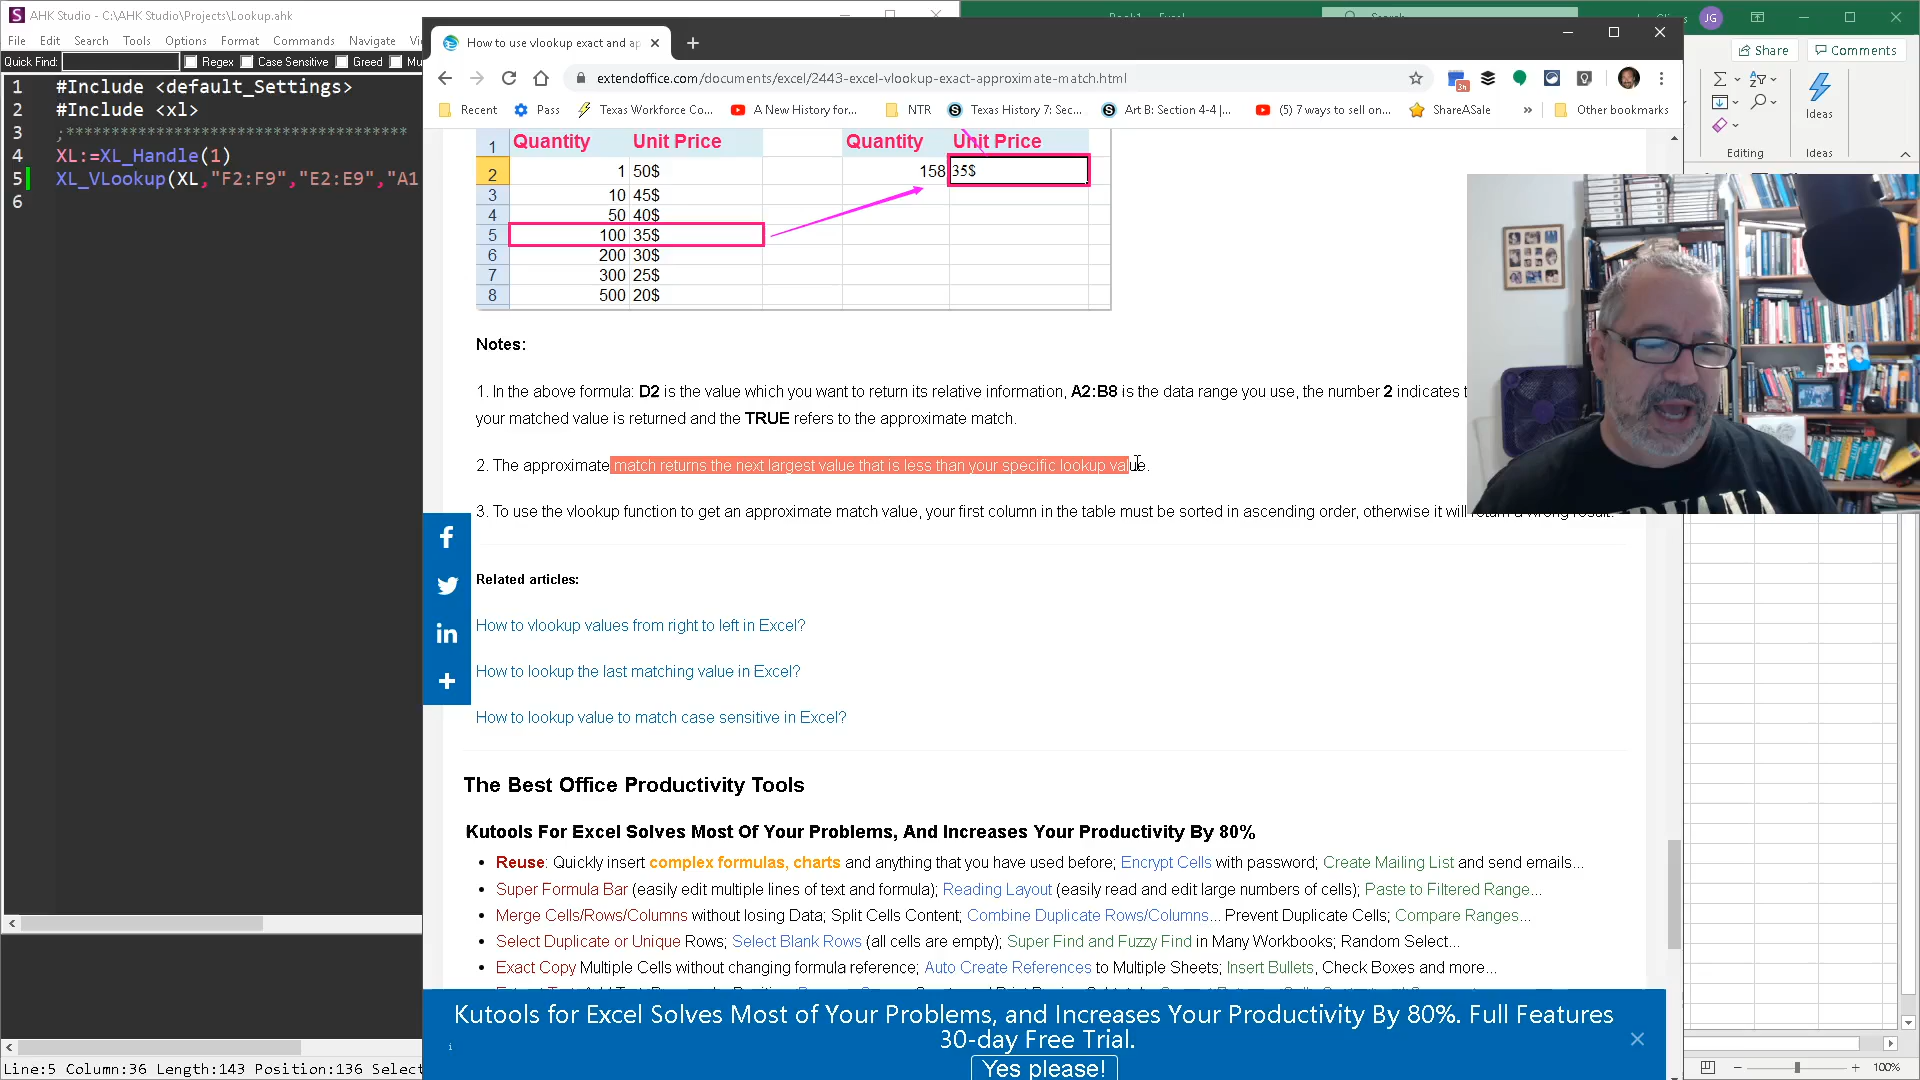 AHK Studio - C:\AHK Studio\Projects\Lookup.ahk
File Edit Search Tools Options Format Commands Navigate
Quick Find: Regex Case Sensitive Greed
1 #Include <default_Settings>
2 #Include <xl>
3 ;*************************************
4 XL:=XL_Handle(1)
5 XL_VLookup(XL,"F2:F9","E2:E9","A1
6
Line:5 Column:36 Length:143 Position:136 Select
How to use vlookup exact and ap
extendoffice.com/documents/excel/2443-excel-vlookup-exact-approximate-match.html
3h
Recent Pass Texas Workforce Co... A New History for... NTR Texas History 7: Sec... Art B: Section 4-4 J... (5) 7 ways to sell on... ShareASale » Other bookmarks
1 Quantity Unit Price Quantity Unit Price
2 1 50$ 158 35$
3 10 45$
4 50 40$
5 100 35$
6 200 30$
7 300 25$
8 500 20$
Notes:
1. In the above formula: D2 is the value which you want to return its relative information, A2:B8 is the data range you use, the number 2 indicates
your matched value is returned and the TRUE refers to the approximate match.
2. The approximate match returns the next largest value that is less than your specific lookup value.
3. To use the vlookup function to get an approximate match value, your first column in the table must be sorted in ascending order, otherwise it will return a wrong result.
Related articles:
How to vlookup values from right to left in Excel?
How to lookup the last matching value in Excel?
How to lookup value to match case sensitive in Excel?
The Best Office Productivity Tools
Kutools For Excel Solves Most Of Your Problems, And Increases Your Productivity By 80%
• Reuse: Quickly insert complex formulas, charts and anything that you have used before; Encrypt Cells with password; Create Mailing List and send emails...
• Super Formula Bar (easily edit multiple lines of text and formula); Reading Layout (easily read and edit large numbers of cells); Paste to Filtered Range...
• Merge Cells/Rows/Columns without losing Data; Split Cells Content; Combine Duplicate Rows/Columns... Prevent Duplicate Cells; Compare Ranges...
• Select Duplicate or Unique Rows; Select Blank Rows (all cells are empty); Super Find and Fuzzy Find in Many Workbooks; Random Select...
• Exact Copy Multiple Cells without changing formula reference; Auto Create References to Multiple Sheets; Insert Bullets, Check Boxes and more...
Kutools for Excel Solves Most of Your Problems, and Increases Your Productivity By 80%. Full Features
30-day Free Trial.
Yes please!
JG
Share Comments
Ideas
Editing Ideas
100%